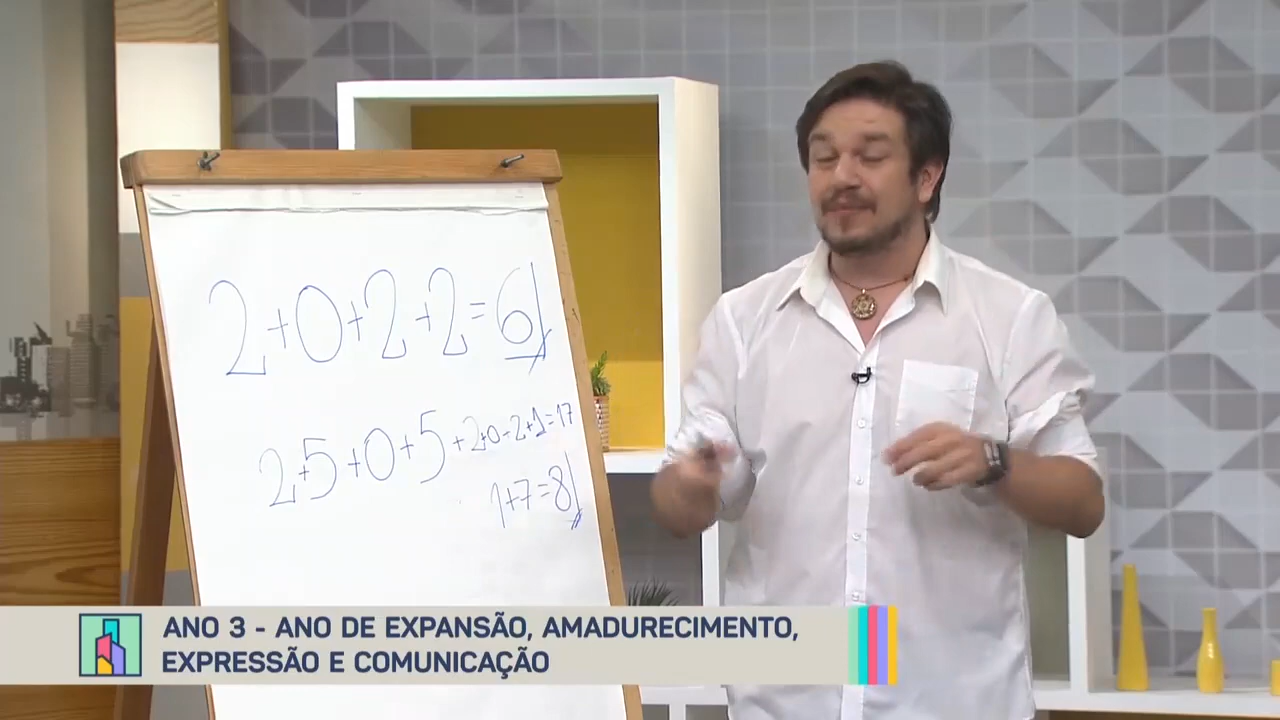 2+0+2+2=6
2+5+0+5+2+0-2+1=17
1+7=8
ANO 3 - ANO DE EXPANSÃO, AMADURECIMENTO,
EXPRESSÃO E COMUNICAÇÃO